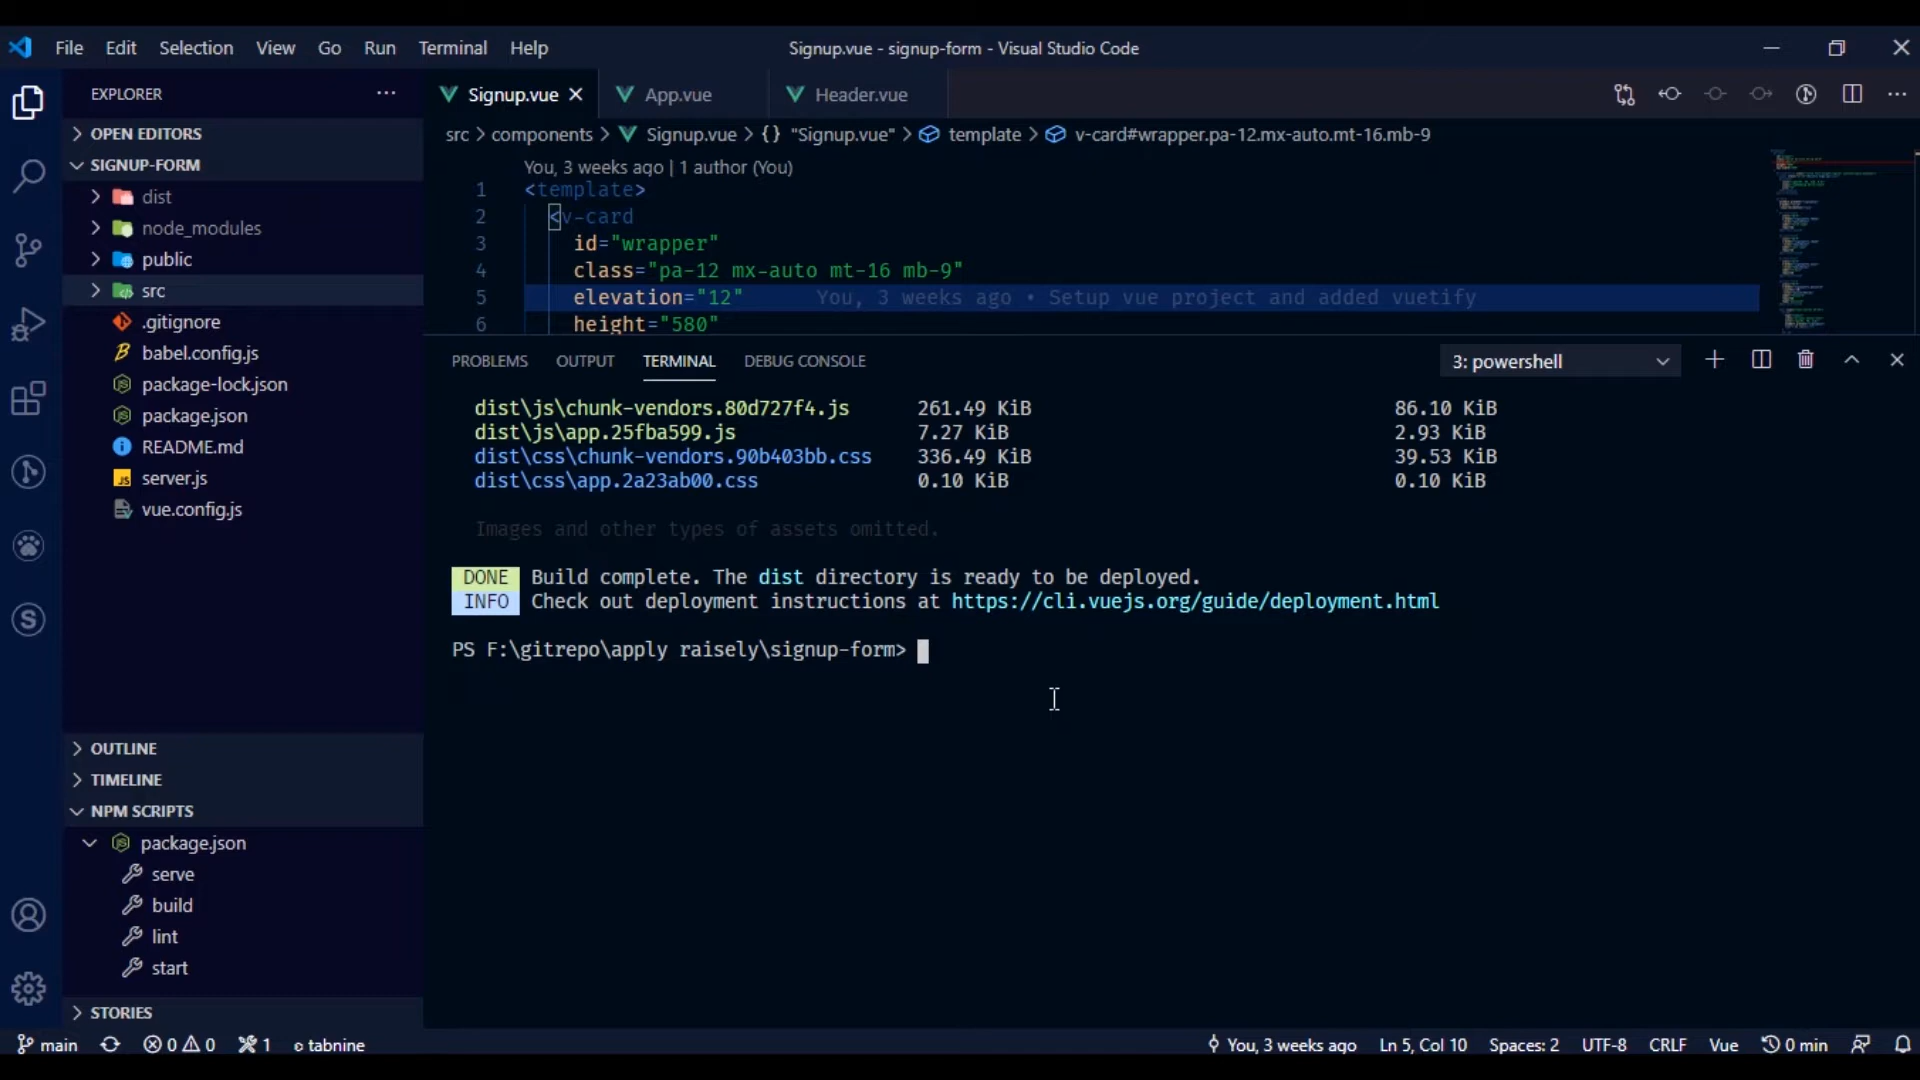 File Edit Selection View Go Run Terminal Help Signup.vue - signup-form - Visual Studio Code
EXPLORER ···
OPEN EDITORS
SIGNUP-FORM
dist
node_modules
public
src
.gitignore
babel.config.js
package-lock.json
package.json
README.md
server.js
vue.config.js
OUTLINE
TIMELINE
NPM SCRIPTS
package.json
serve
build
lint
start
STORIES
Signup.vue App.vue Header.vue
src > components > Signup.vue > {} "Signup.vue" > template > v-card#wrapper.pa-12.mx-auto.mt-16.mb-9
You, 3 weeks ago | 1 author (You)
1 <template>
2 <v-card
3 id="wrapper"
4 class="pa-12 mx-auto mt-16 mb-9"
5 elevation="12" You, 3 weeks ago • Setup vue project and added vuetify
6 height="580"
PROBLEMS OUTPUT TERMINAL DEBUG CONSOLE 3: powershell
dist\js\chunk-vendors.80d727f4.js 261.49 KiB 86.10 KiB
dist\js\app.25fba599.js 7.27 KiB 2.93 KiB
dist\css\chunk-vendors.90b403bb.css 336.49 KiB 39.53 KiB
dist\css\app.2a23ab00.css 0.10 KiB 0.10 KiB
Images and other types of assets omitted.
DONE Build complete. The dist directory is ready to be deployed.
INFO Check out deployment instructions at https://cli.vuejs.org/guide/deployment.html
PS F:\gitrepo\apply raisely\signup-form>
main 0 0 1 tabnine You, 3 weeks ago Ln 5, Col 10 Spaces: 2 UTF-8 CRLF Vue 0 min